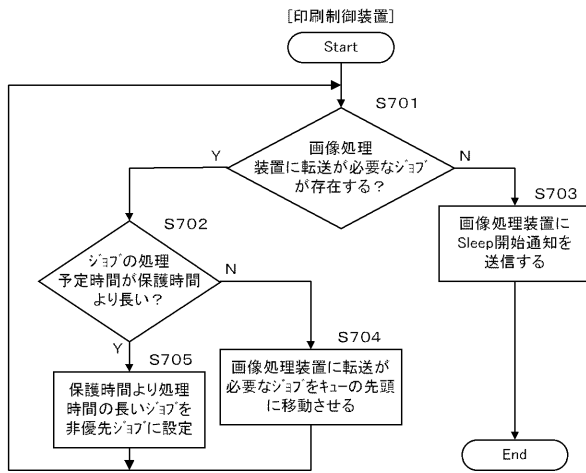 [印刷制御装置]
Start
S701
画像処理
装置に転送が必要なｼﾞｮﾌﾞ
が存在する？
Y
N
S702
ｼﾞｮﾌﾞの処理
予定時間が保護時間
より長い？
S703
画像処理装置に
Sleep開始通知を
送信する
N
Y
S704
画像処理装置に転送が
必要なｼﾞｮﾌﾞをキューの先頭
に移動させる
S705
保護時間より処理
時間の長いｼﾞｮﾌﾞを
非優先ｼﾞｮﾌﾞに設定
End